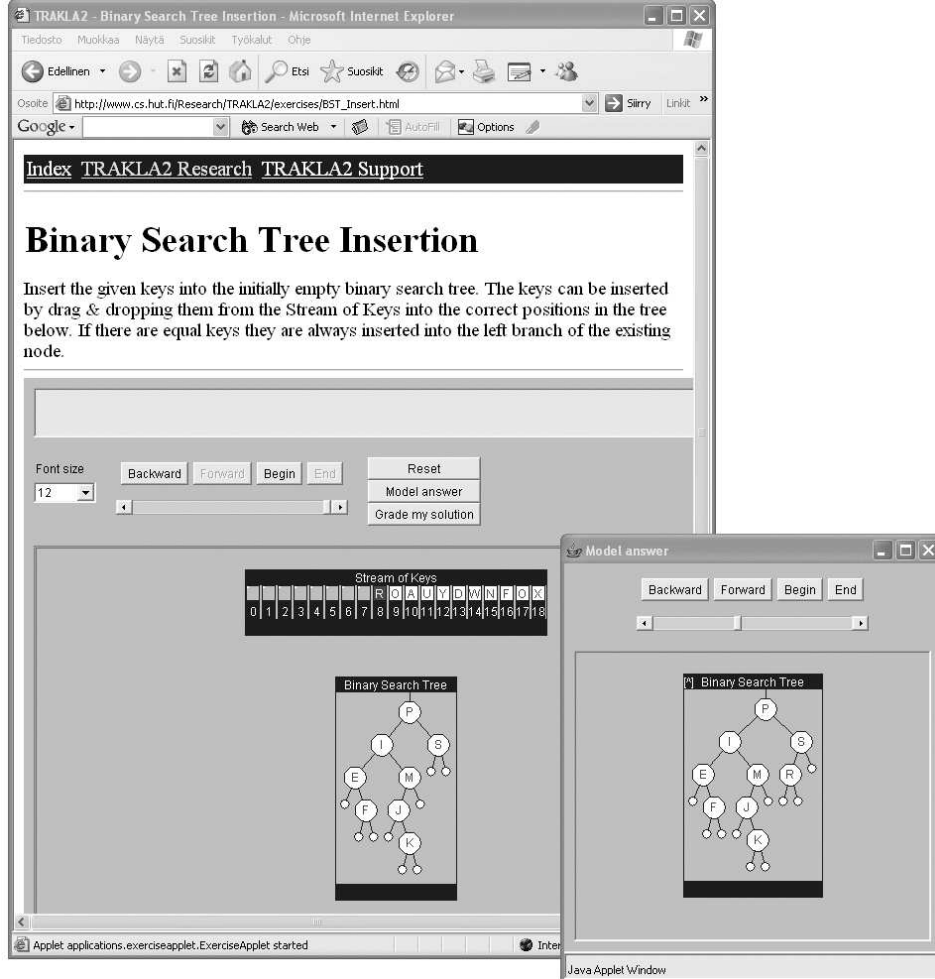 TRAKLA2 - Binary Search Tree Insertion - Microsoft Internet Explorer
Tiedosto Muokkaa Näytä Suosikit Työkalut Ohje
Edellinen Etsi Suosikit
Osoite http://www.cs.hut.fi/Research/TRAKLA2/exercises/BST_Insert.html Siirry Linkit »
Google Search Web AutoFill Options
Index TRAKLA2 Research TRAKLA2 Support
Binary Search Tree Insertion
Insert the given keys into the initially empty binary search tree. The keys can be inserted
by drag & dropping them from the Stream of Keys into the correct positions in the tree
below. If there are equal keys they are always inserted into the left branch of the existing
node.
Font size
12
Backward Forward Begin End
Reset
Model answer
Grade my solution
Stream of Keys
R O A U Y D W N F O X
0 1 2 3 4 5 6 7 8 9 10 11 12 13 14 15 16 17 18
Binary Search Tree
P
I S
E M
F J
K
Applet applications.exerciseapplet.ExerciseApplet started
Inter
Model answer
Backward Forward Begin End
[^] Binary Search Tree
P
I S
E M R
F J
K
Java Applet Window